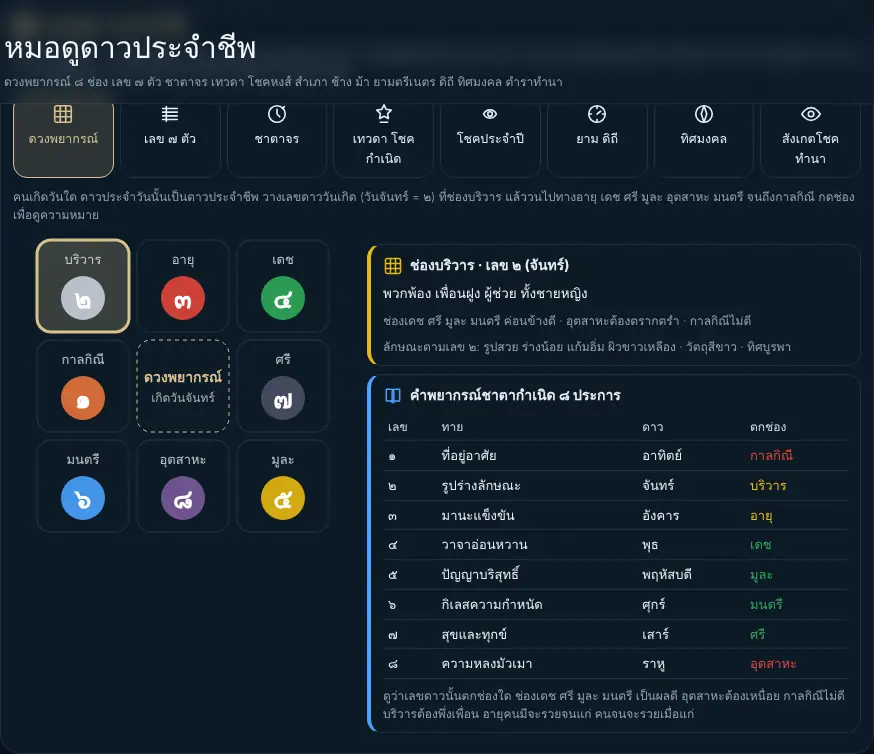 หมอดูดาวประจำชีพ
ดวงพยากรณ์ ๘ ช่อง เลข ๗ ตัว ชาตาจร เทวดา โชคหงส์ สำเภา ช้าง ม้า ยามตรีเนตร ดิถี ทิศมงคล ตำราทำนา
ดวงพยากรณ์
เลข ๗ ตัว
ชาตาจร
เทวดา โชค
กำเนิด
โชคประจำปี
ยาม ดิถี
ทิศมงคล
สังเกตโชค
ทำนา
คนเกิดวันใด ดาวประจำวันนั้นเป็นดาวประจำชีพ วางเลขดาววันเกิด (วันจันทร์ = ๒) ที่ช่องบริวาร แล้ววนไปทางอายุ เดช ศรี มูละ อุตสาหะ มนตรี จนถึงกาลกิณี กดช่อง
เพื่อดูความหมาย
บริวาร
๒
อายุ
๓
เดช
๔
กาลกิณี
๑
ดวงพยากรณ์
เกิดวันจันทร์
ศรี
๗
มนตรี
๖
อุตสาหะ
๘
มูละ
๕
ช่องบริวาร · เลข ๒ (จันทร์)
พวกพ้อง เพื่อนฝูง ผู้ช่วย ทั้งชายหญิง
ช่องเดช ศรี มูละ มนตรี ค่อนข้างดี · อุตสาหะต้องตรากตรำ · กาลกิณีไม่ดี
ลักษณะตามเลข ๒: รูปสวย ร่างน้อย แก้มอิ่ม ผิวขาวเหลือง · วัตถุสีขาว · ทิศบูรพา
คำพยากรณ์ชาตากำเนิด ๘ ประการ
เลข ทาย ดาว ตกช่อง
๑ ที่อยู่อาศัย อาทิตย์ กาลกิณี
๒ รูปร่างลักษณะ จันทร์ บริวาร
๓ มานะแข็งขัน อังคาร อายุ
๔ วาจาอ่อนหวาน พุธ เดช
๕ ปัญญาบริสุทธิ์ พฤหัสบดี มูละ
๖ กิเลสความกำหนัด ศุกร์ มนตรี
๗ สุขและทุกข์ เสาร์ ศรี
๘ ความหลงมัวเมา ราหู อุตสาหะ
ดูว่าเลขดาวนั้นตกช่องใด ช่องเดช ศรี มูละ มนตรี เป็นผลดี อุตสาหะต้องเหนื่อย กาลกิณีไม่ดี
บริวารต้องพึ่งเพื่อน อายุคนมีจะรวยจนแก่ คนจนจะรวยเมื่อแก่